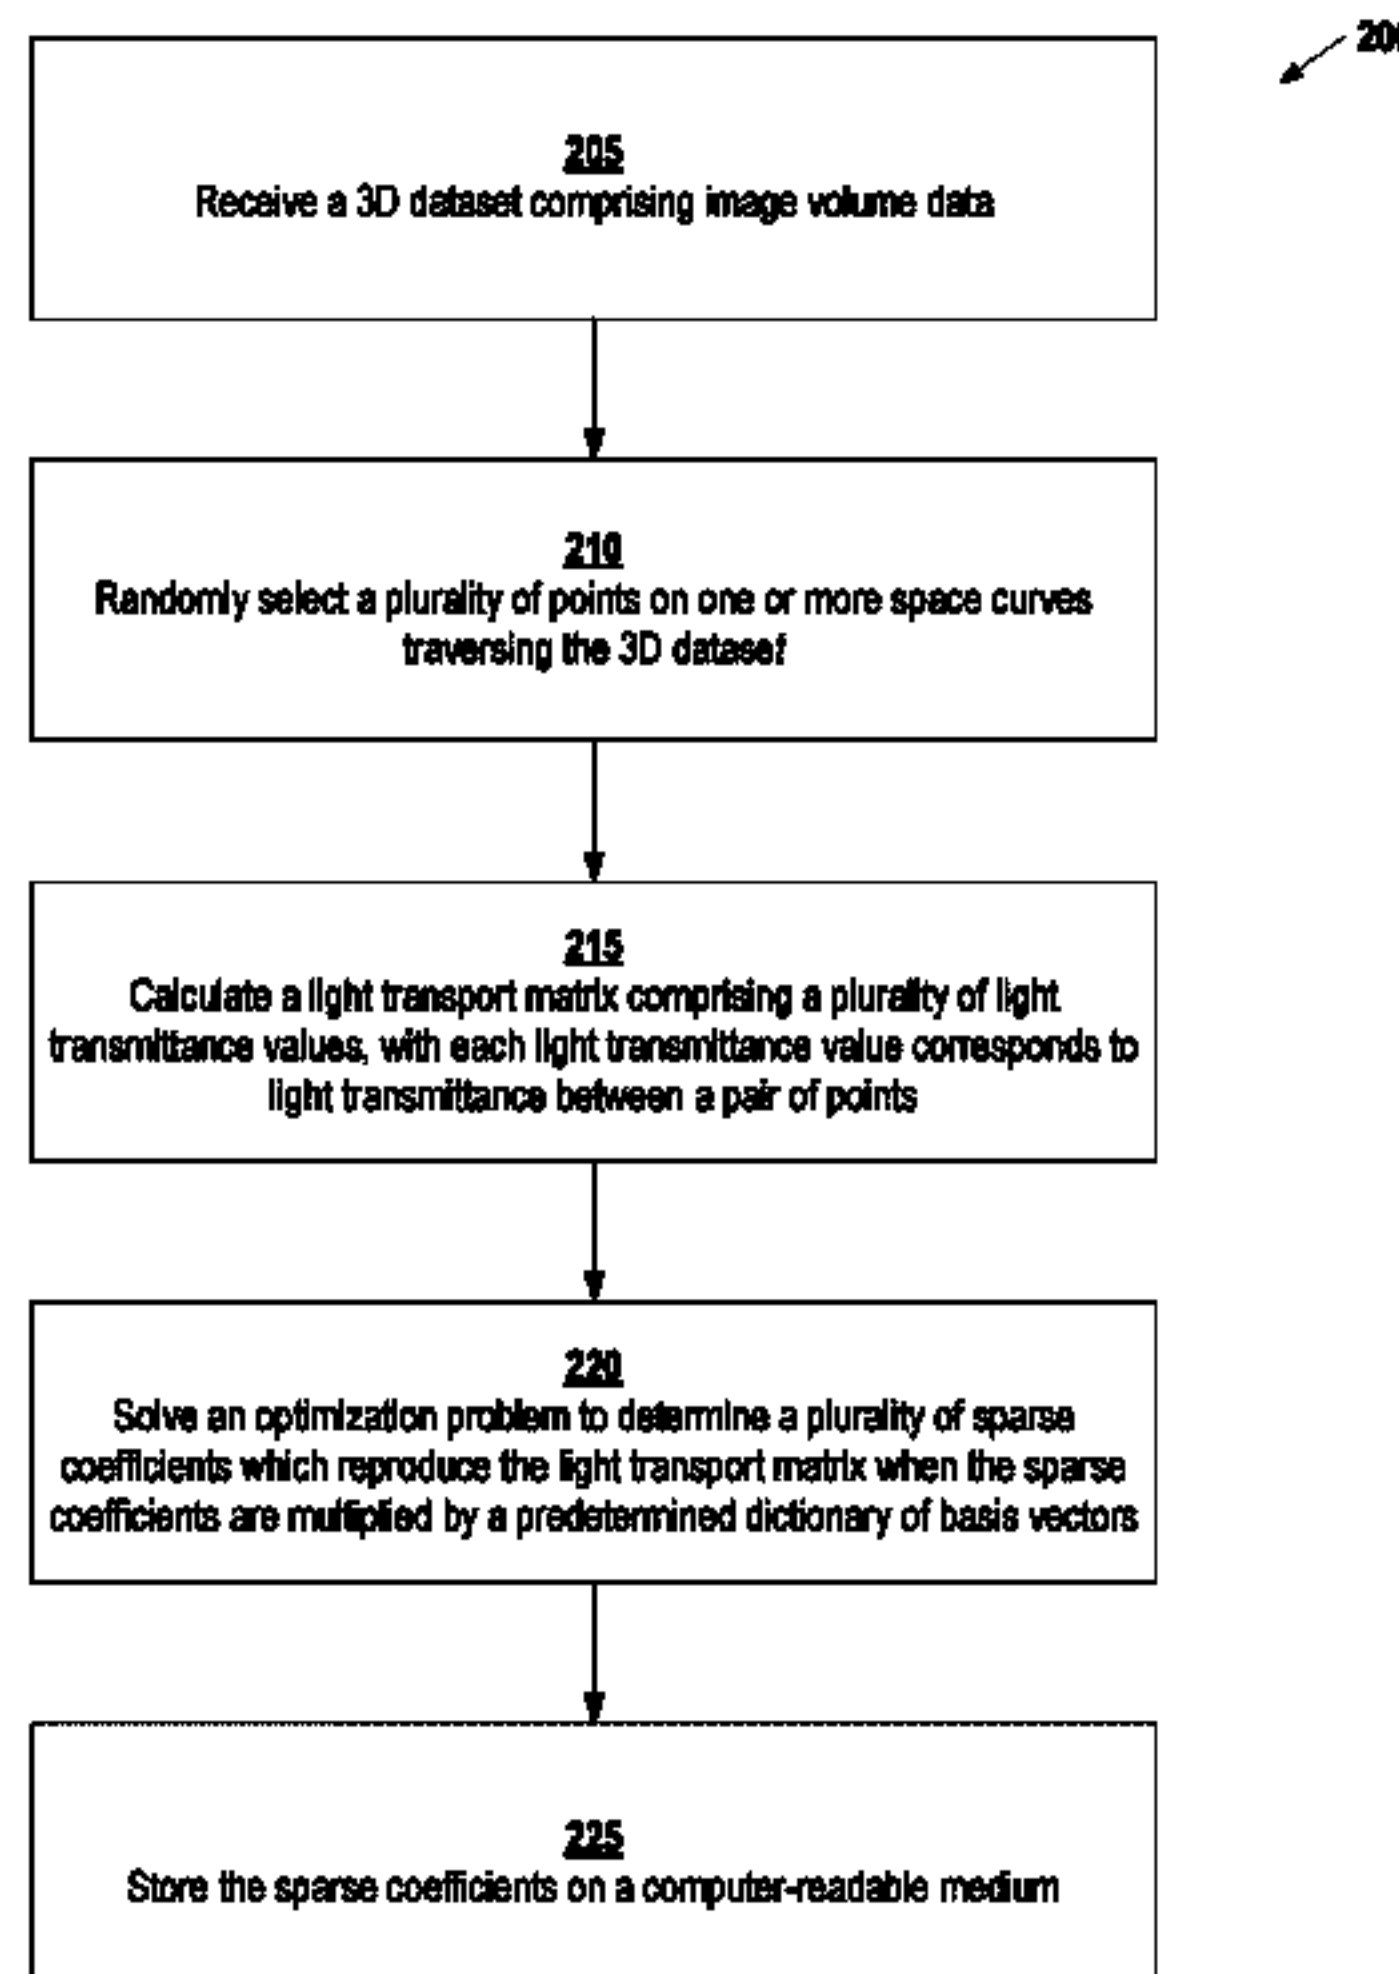 200
205
Receive a 3D dataset comprising image volume data
210
Randomly select a plurality of points on one or more space curves
traversing the 3D dataset
215
Calculate a light transport matrix comprising a plurality of light
transmittance values, with each light transmittance value corresponds to
light transmittance between a pair of points
220
Solve an optimization problem to determine a plurality of sparse
coefficients which reproduce the light transport matrix when the sparse
coefficients are multiplied by a predetermined dictionary of basis vectors
225
Store the sparse coefficients on a computer-readable medium